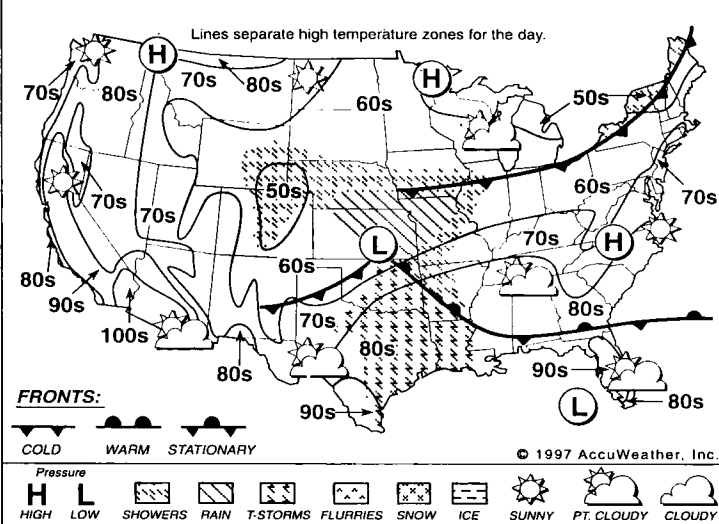 Lines separate high temperature zones for the day.
H
H
70s
80s
70s
80s
60s
50s
70s
70s
50s
60s
70s
L
60s
70s
H
80s
90s
100s
70s
80s
80s
80s
90s
90s
80s
L
FRONTS:
COLD WARM STATIONARY
© 1997 AccuWeather, Inc.
Pressure
H L
HIGH LOW SHOWERS RAIN T-STORMS FLURRIES SNOW ICE SUNNY PT. CLOUDY CLOUDY